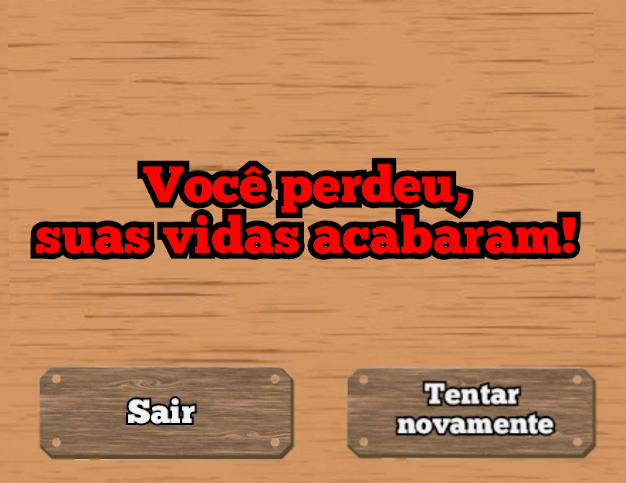 Você perdeu,
suas vidas acabaram!
Sair
Tentar
novamente